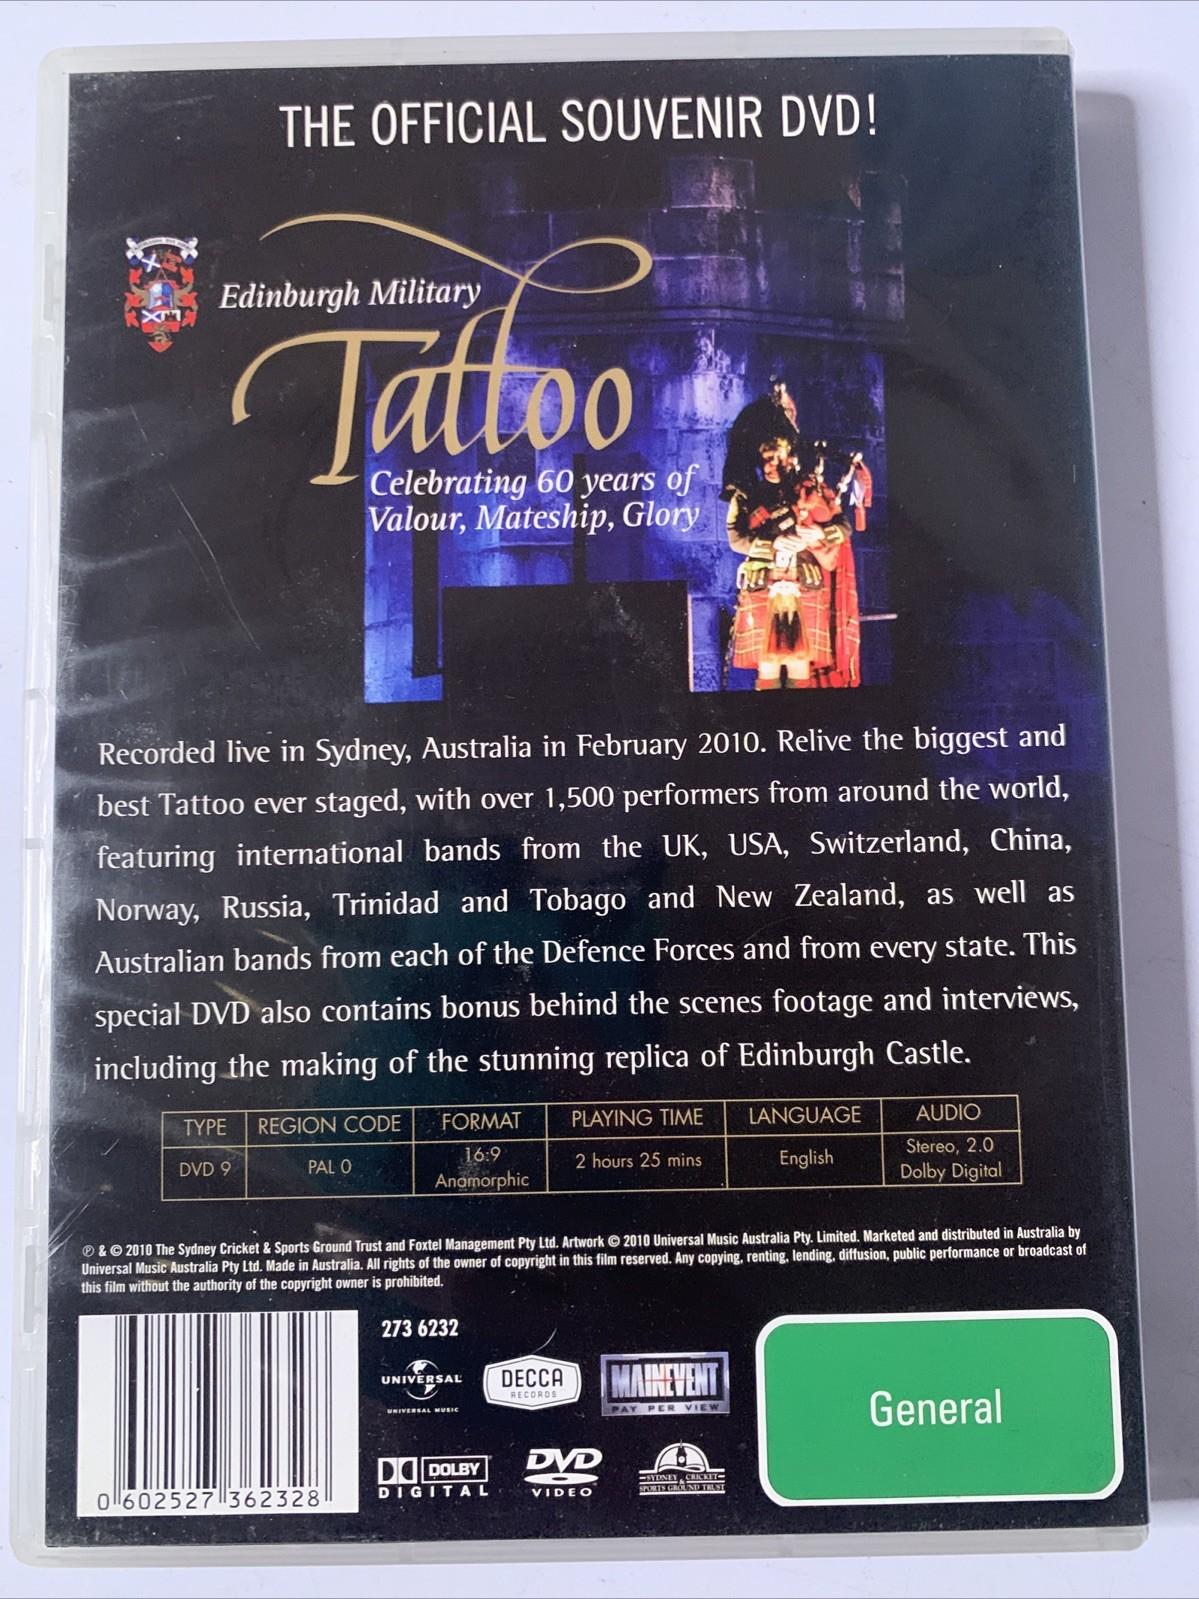 THE OFFICIAL SOUVENIR DVD!
Edinburgh Military
Tattoo
Celebrating 60 years of
Valour, Mateship, Glory
Recorded live in Sydney, Australia in February 2010. Relive the biggest and
best Tattoo ever staged, with over 1,500 performers from around the world,
featuring international bands from the UK, USA, Switzerland, China,
Norway, Russia, Trinidad and Tobago and New Zealand, as well as
Australian bands from each of the Defence Forces and from every state. This
special DVD also contains bonus behind the scenes footage and interviews,
including the making of the stunning replica of Edinburgh Castle.
TYPE REGION CODE FORMAT PLAYING TIME LANGUAGE AUDIO
DVD 9 PAL 0 16:9 Anamorphic 2 hours 25 mins English Stereo, 2.0 Dolby Digital
℗ & © 2010 The Sydney Cricket & Sports Ground Trust and Foxtel Management Pty Ltd. Artwork © 2010 Universal Music Australia Pty. Limited. Marketed and distributed in Australia by
Universal Music Australia Pty Ltd. Made in Australia. All rights of the owner of copyright in this film reserved. Any copying, renting, lending, diffusion, public performance or broadcast of
this film without the authority of the copyright owner is prohibited.
273 6232
UNIVERSAL
UNIVERSAL MUSIC
DECCA
RECORDS
MAINEVENT
PAY PER VIEW
General
DOLBY
DIGITAL
DVD
VIDEO
SYDNEY CRICKET
&
SPORTS GROUND TRUST
0 602527 362328